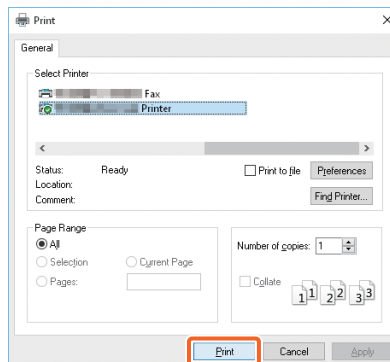 Print
General
Select Printer
Fax
Printer
Status: Ready
Print to file
Preferences
Location:
Comment:
Find Printer...
Page Range
All
Selection
Current Page
Pages:
Number of copies: 1
Collate
1 1 2 2 3 3
Print
Cancel
Apply